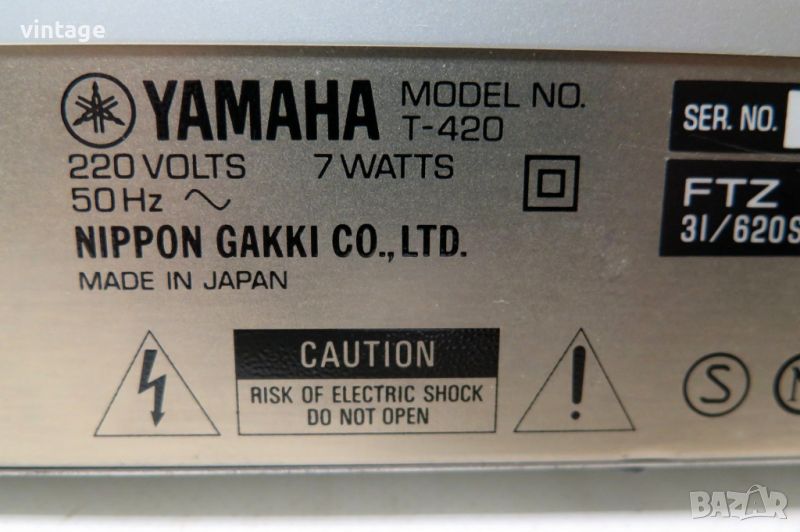 vintage
YAMAHA
MODEL NO.
T-420
220 VOLTS 7 WATTS
50 Hz
NIPPON GAKKI CO., LTD.
MADE IN JAPAN
SER. NO.
FTZ
31/620S
CAUTION
RISK OF ELECTRIC SHOCK
DO NOT OPEN
S
BAZAR